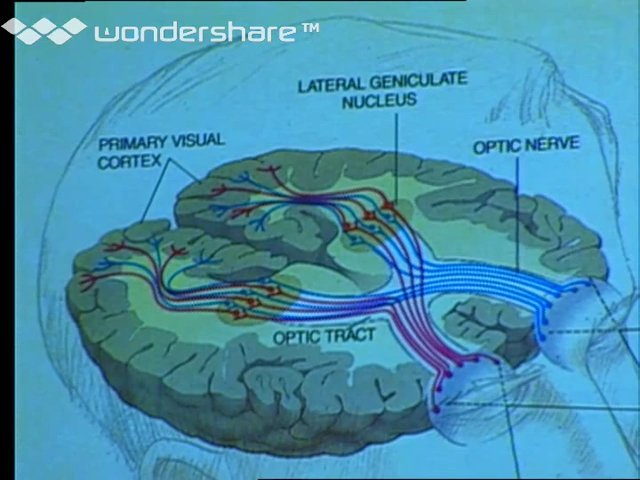 wondershare™
LATERAL GENICULATE
NUCLEUS
PRIMARY VISUAL
CORTEX
OPTIC NERVE
OPTIC TRACT